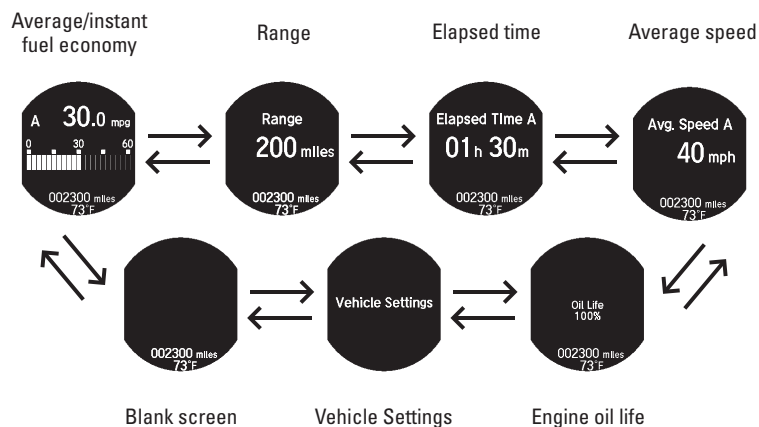 Average/instant
fuel economy
Range
Elapsed time
Average speed
A 30.0 mpg
0 30 60
002300 miles
73°F
Range
200 miles
002300 miles
73°F
Elapsed Time A
01h 30m
002300 miles
73°F
Avg. Speed A
40 mph
002300 miles
73°F
002300 miles
73°F
Vehicle Settings
Oil Life
100%
002300 miles
73°F
Blank screen
Vehicle Settings
Engine oil life